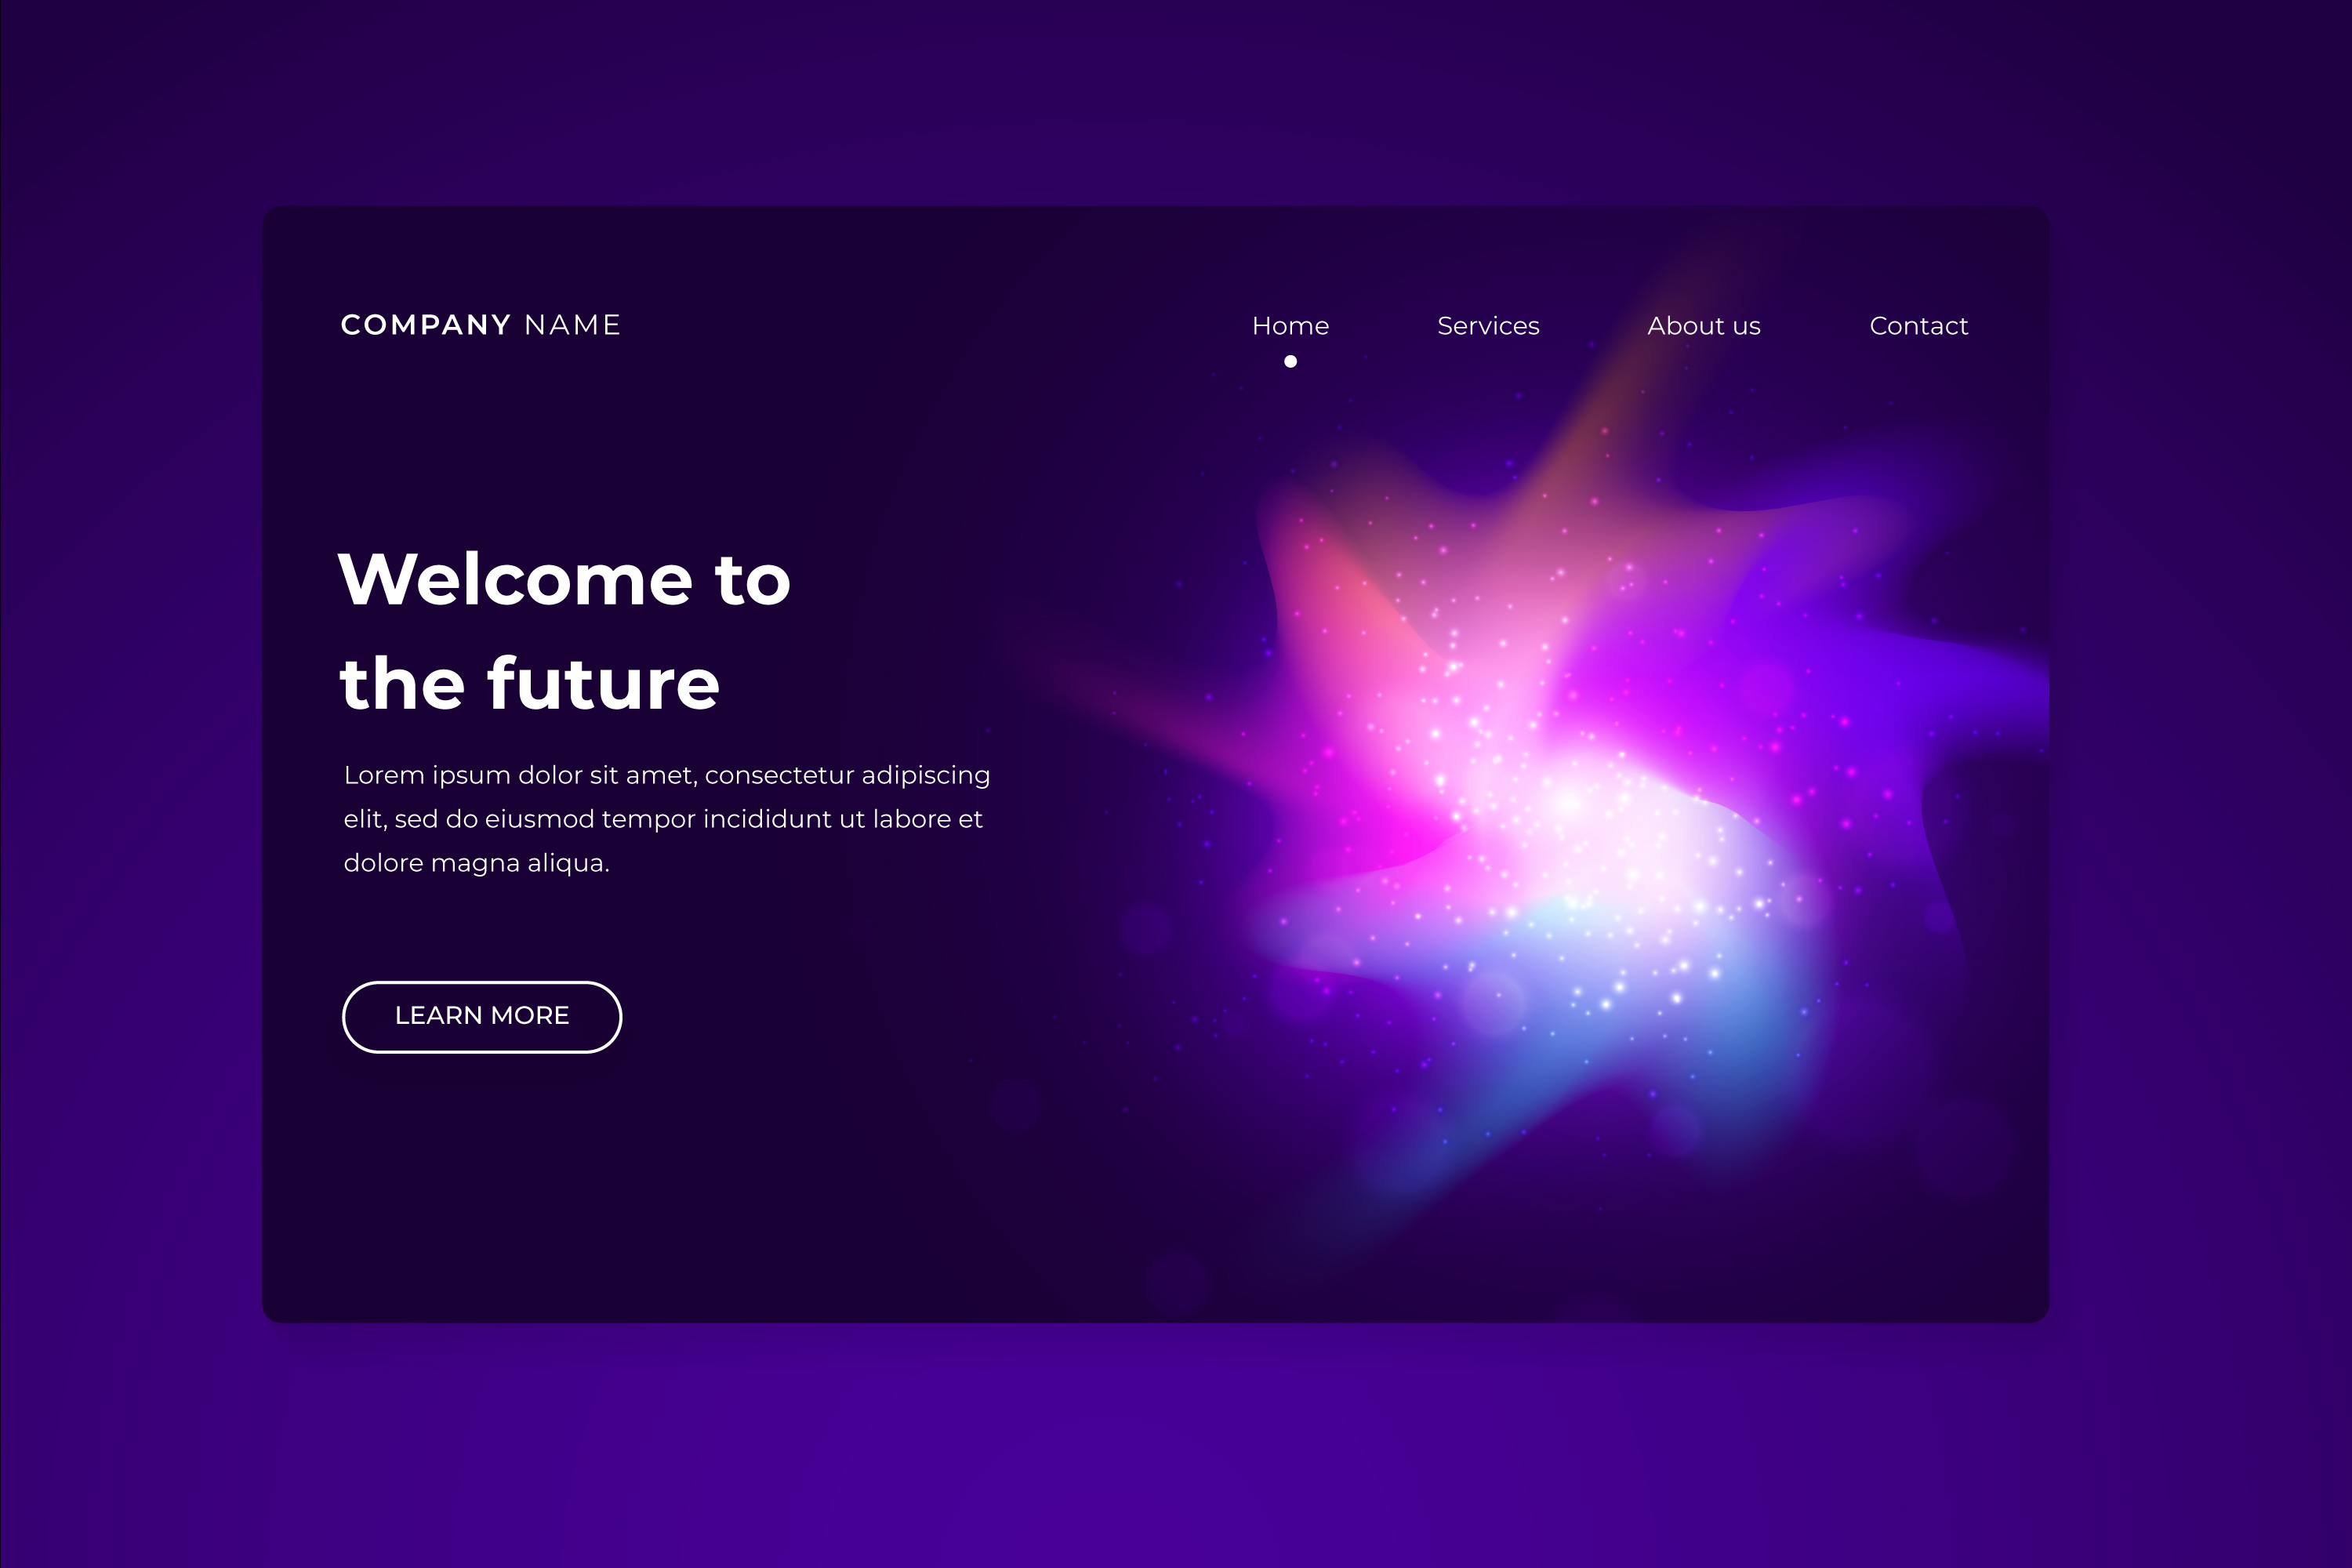 COMPANY NAME
Home Services About us Contact
Welcome to
the future
Lorem ipsum dolor sit amet, consectetur adipiscing
elit, sed do eiusmod tempor incididunt ut labore et
dolore magna aliqua.
LEARN MORE